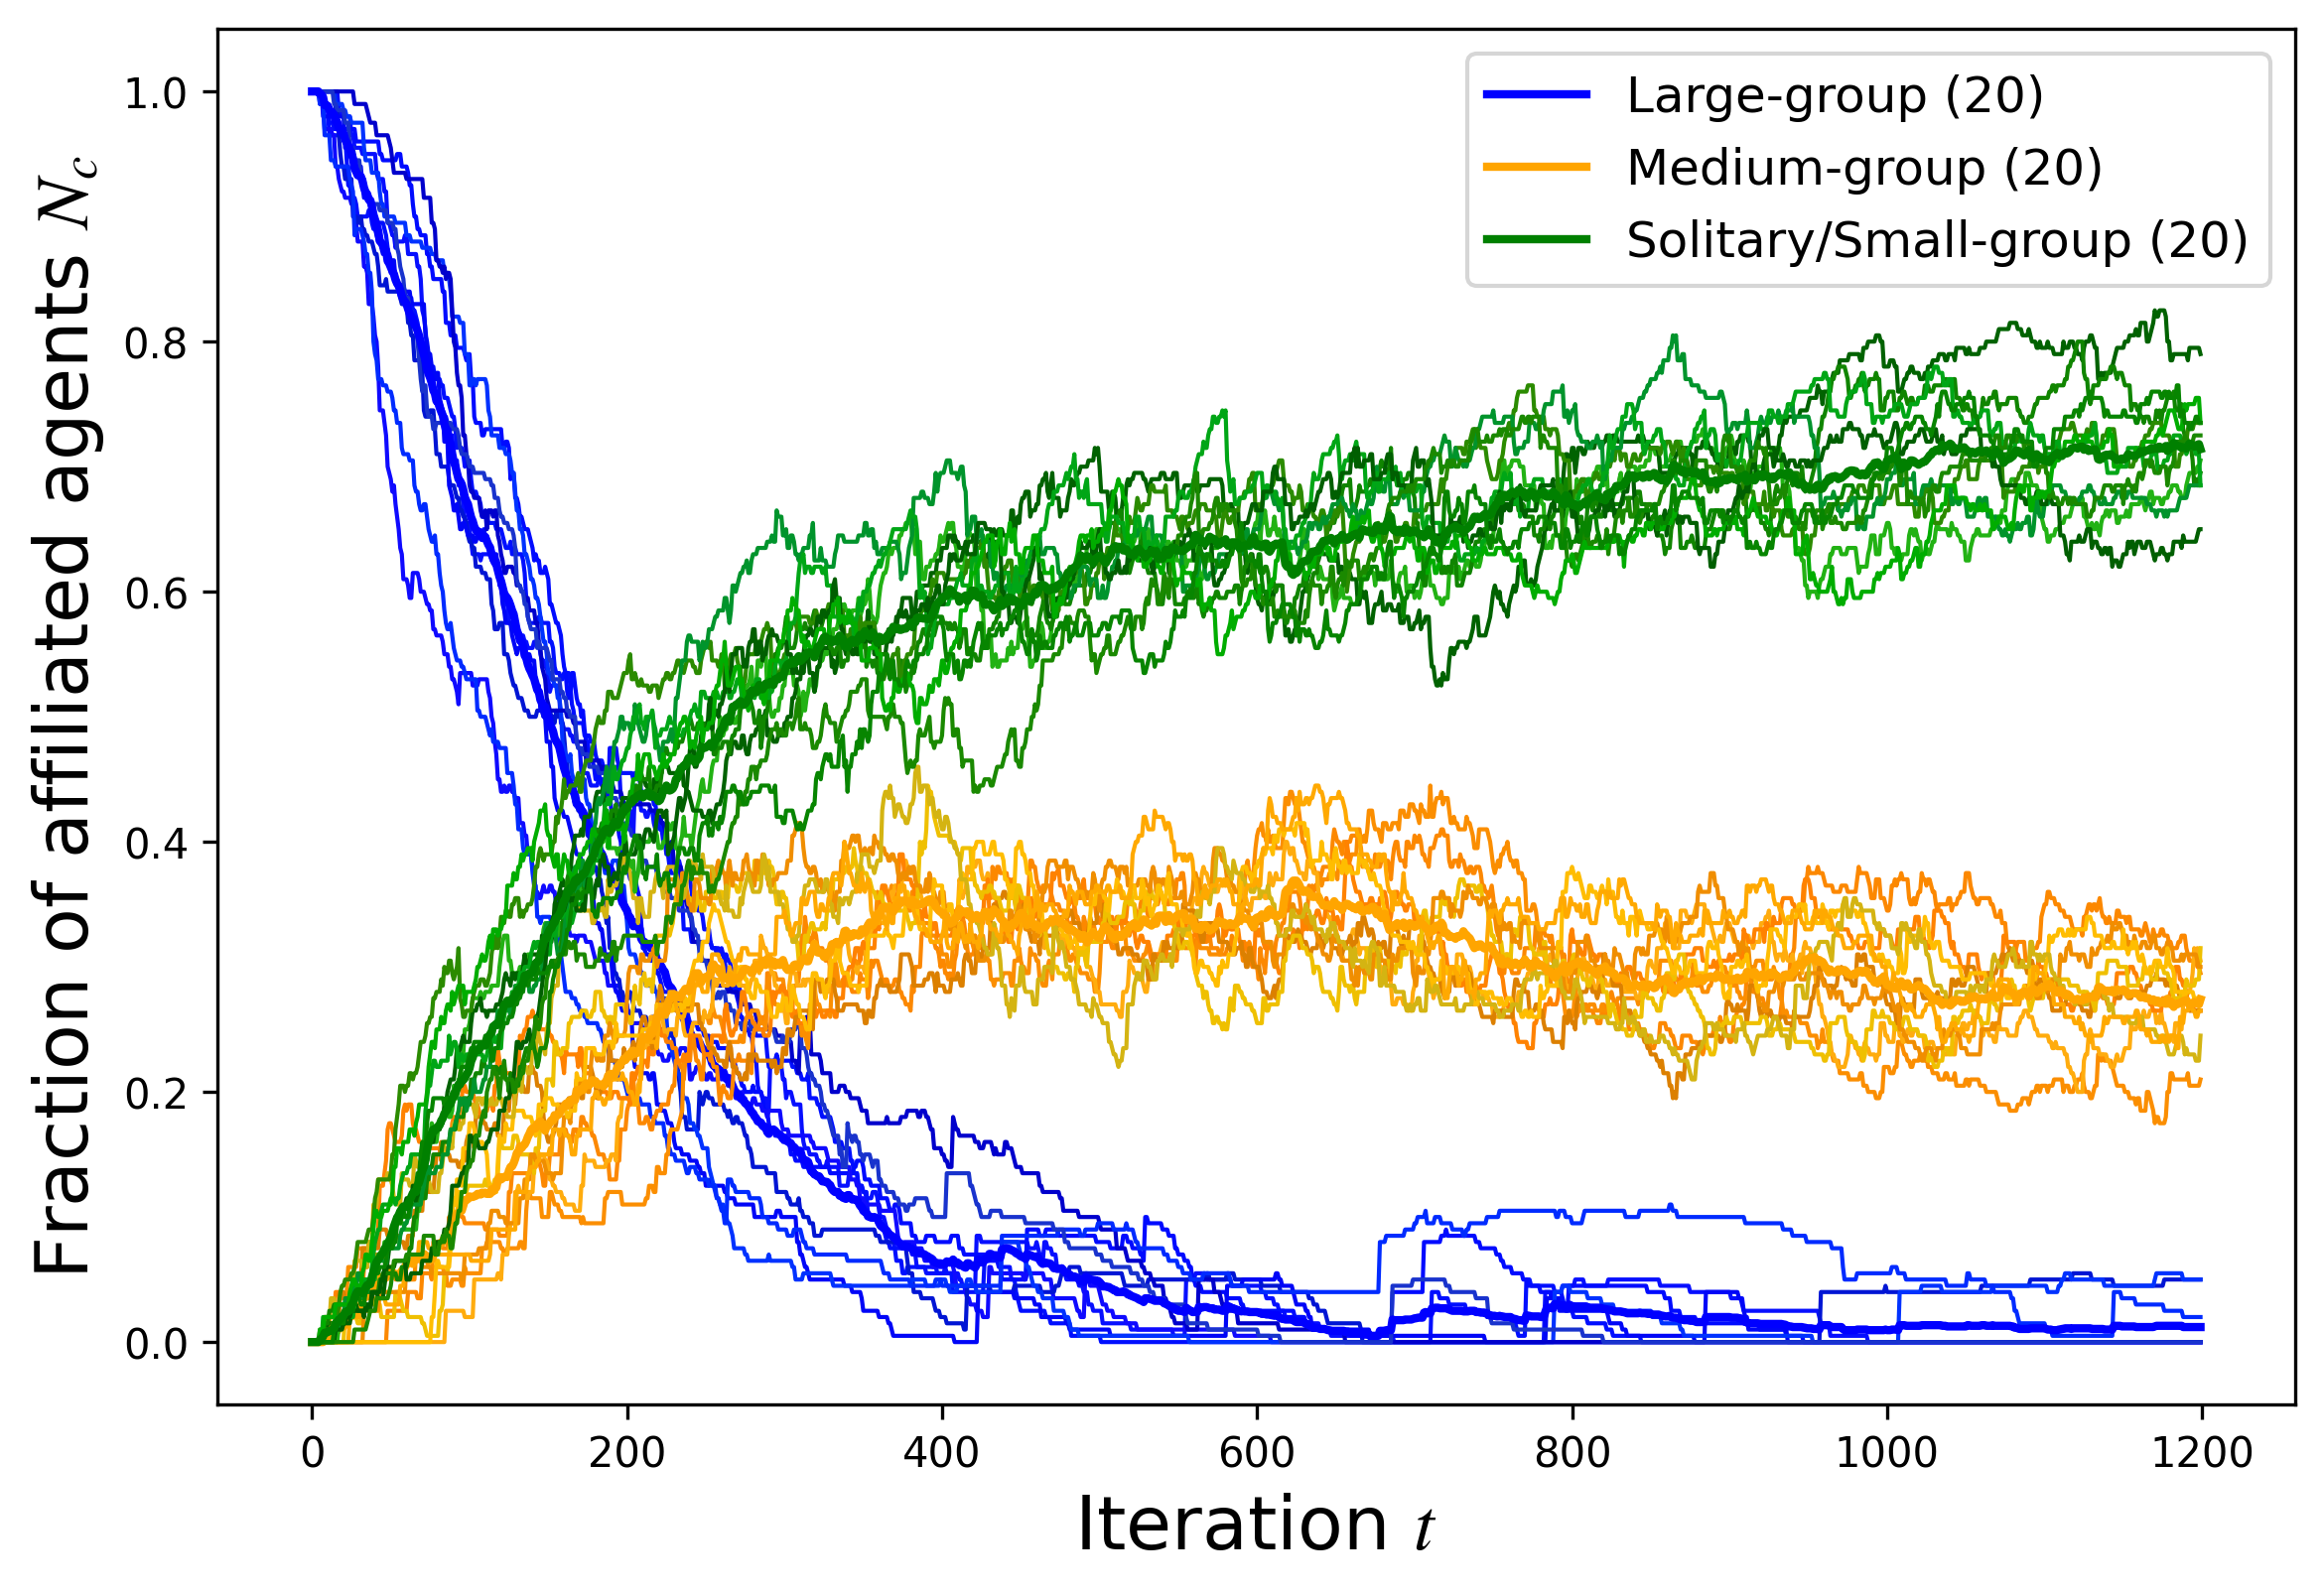 Large-group (20)
Medium-group (20)
Solitary/Small-group (20)
Fraction of affiliated agents N_c
1.0
0.8
0.6
0.4
0.2
0.0
0 200 400 600 800 1000 1200
Iteration t